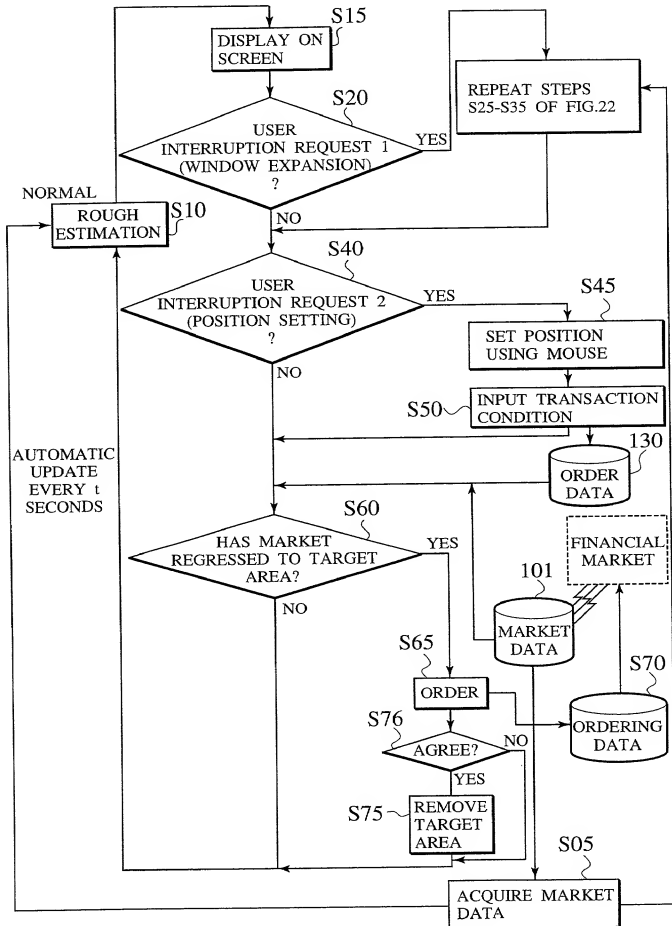 S15
DISPLAY ON
SCREEN
S20
USER
INTERRUPTION REQUEST 1
(WINDOW EXPANSION)
?
YES
NO
REPEAT STEPS
S25-S35 OF FIG.22
NORMAL
S10
ROUGH
ESTIMATION
S40
USER
INTERRUPTION REQUEST 2
(POSITION SETTING)
?
YES
NO
S45
SET POSITION
USING MOUSE
S50
INPUT TRANSACTION
CONDITION
130
ORDER
DATA
AUTOMATIC
UPDATE
EVERY t
SECONDS
S60
HAS MARKET
REGRESSED TO TARGET
AREA?
YES
NO
FINANCIAL
MARKET
101
MARKET
DATA
S65
ORDER
S70
ORDERING
DATA
S76
AGREE?
NO
YES
S75
REMOVE
TARGET
AREA
S05
ACQUIRE MARKET
DATA